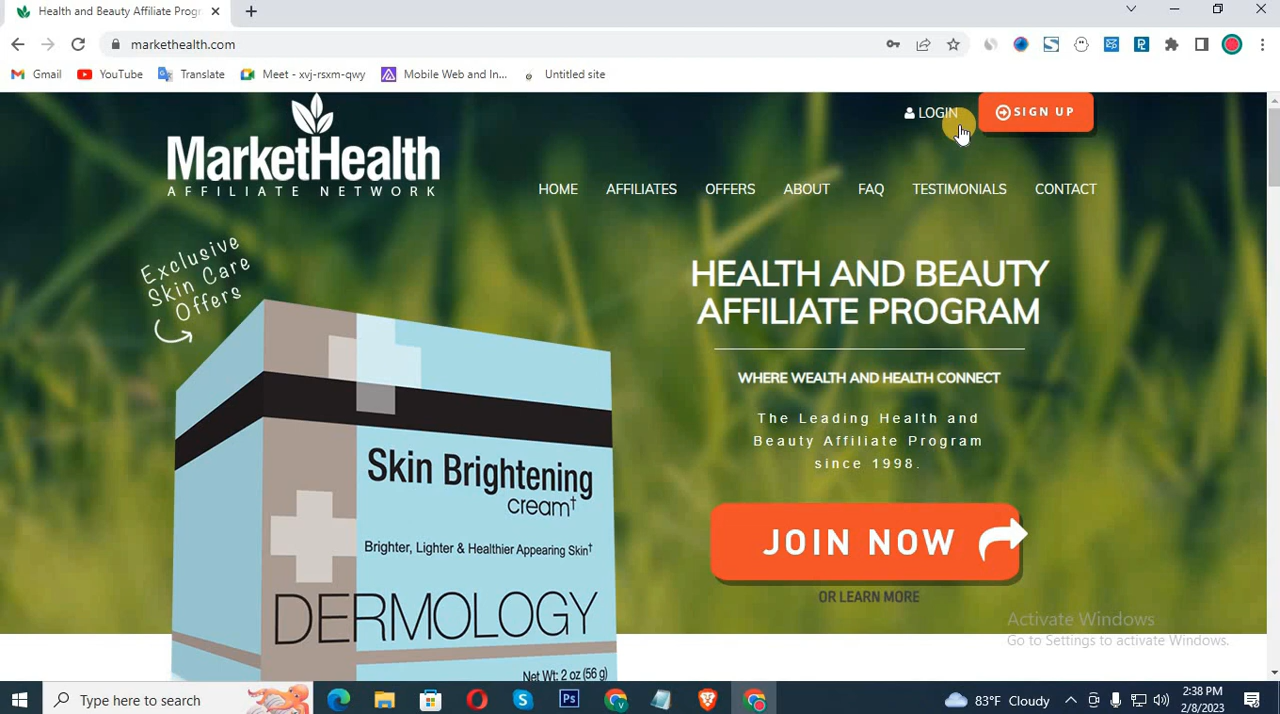 Health and Beauty Affiliate Progr
markethealth.com
Gmail
YouTube
Translate
Meet - xvj-rsxm-qwy
Mobile Web and In...
Untitled site
LOGIN
SIGN UP
MarketHealth
AFFILIATE NETWORK
HOME
AFFILIATES
OFFERS
ABOUT
FAQ
TESTIMONIALS
CONTACT
Exclusive
Skin Care
Offers
HEALTH AND BEAUTY
AFFILIATE PROGRAM
WHERE WEALTH AND HEALTH CONNECT
The Leading Health and
Beauty Affiliate Program
since 1998.
JOIN NOW
OR LEARN MORE
Skin Brightening
cream†
Brighter, Lighter & Healthier Appearing Skin†
DERMOLOGY
Net Wt: 2 oz (56 g)
Activate Windows
Go to Settings to activate Windows.
Type here to search
83°F Cloudy
2:38 PM
2/8/2023